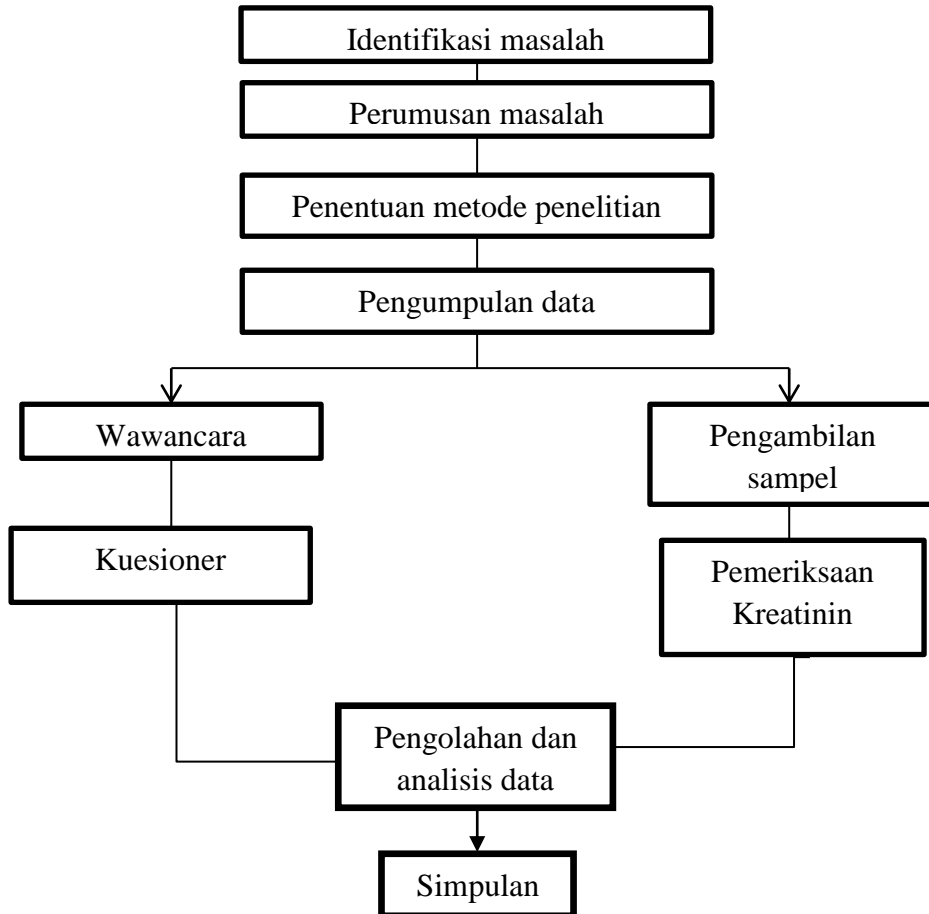 Identifikasi masalah
Perumusan masalah
Penentuan metode penelitian
Pengumpulan data
Wawancara
Kuesioner
Pengambilan
sampel
Pemeriksaan
Kreatinin
Pengolahan dan
analisis data
Simpulan